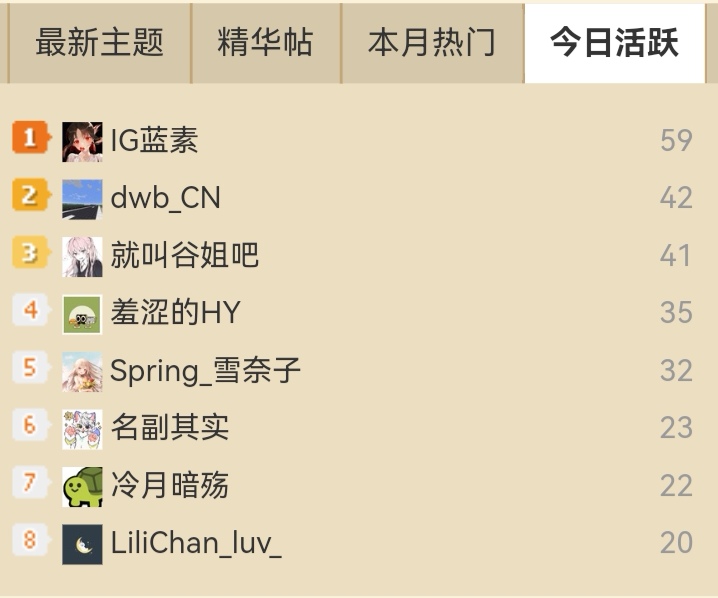 最新主题 精华帖 本月热门 今日活跃
1 IG蓝素 59
2 dwb_CN 42
3 就叫谷姐吧 41
4 羞涩的HY 35
5 Spring_雪奈子 32
6 名副其实 23
7 冷月暗殇 22
8 LiliChan_luv_ 20